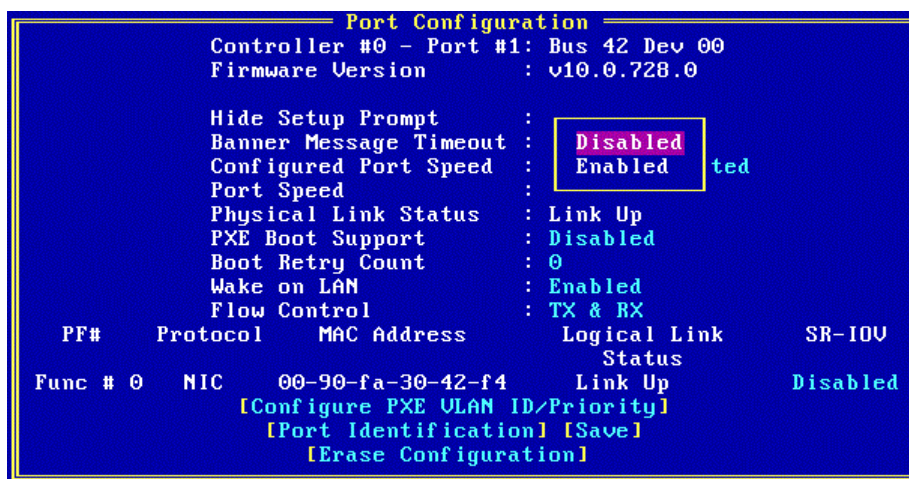 Port Configuration
Controller #0 - Port #1: Bus 42 Dev 00
Firmware Version : v10.0.728.0
Hide Setup Prompt :
Banner Message Timeout : Disabled
Configured Port Speed : Enabled ted
Port Speed :
Physical Link Status : Link Up
PXE Boot Support : Disabled
Boot Retry Count : 0
Wake on LAN : Enabled
Flow Control : TX & RX
PF# Protocol MAC Address Logical Link SR-IOV
Status
Func # 0 NIC 00-90-fa-30-42-f4 Link Up Disabled
[Configure PXE VLAN ID/Priority]
[Port Identification] [Save]
[Erase Configuration]